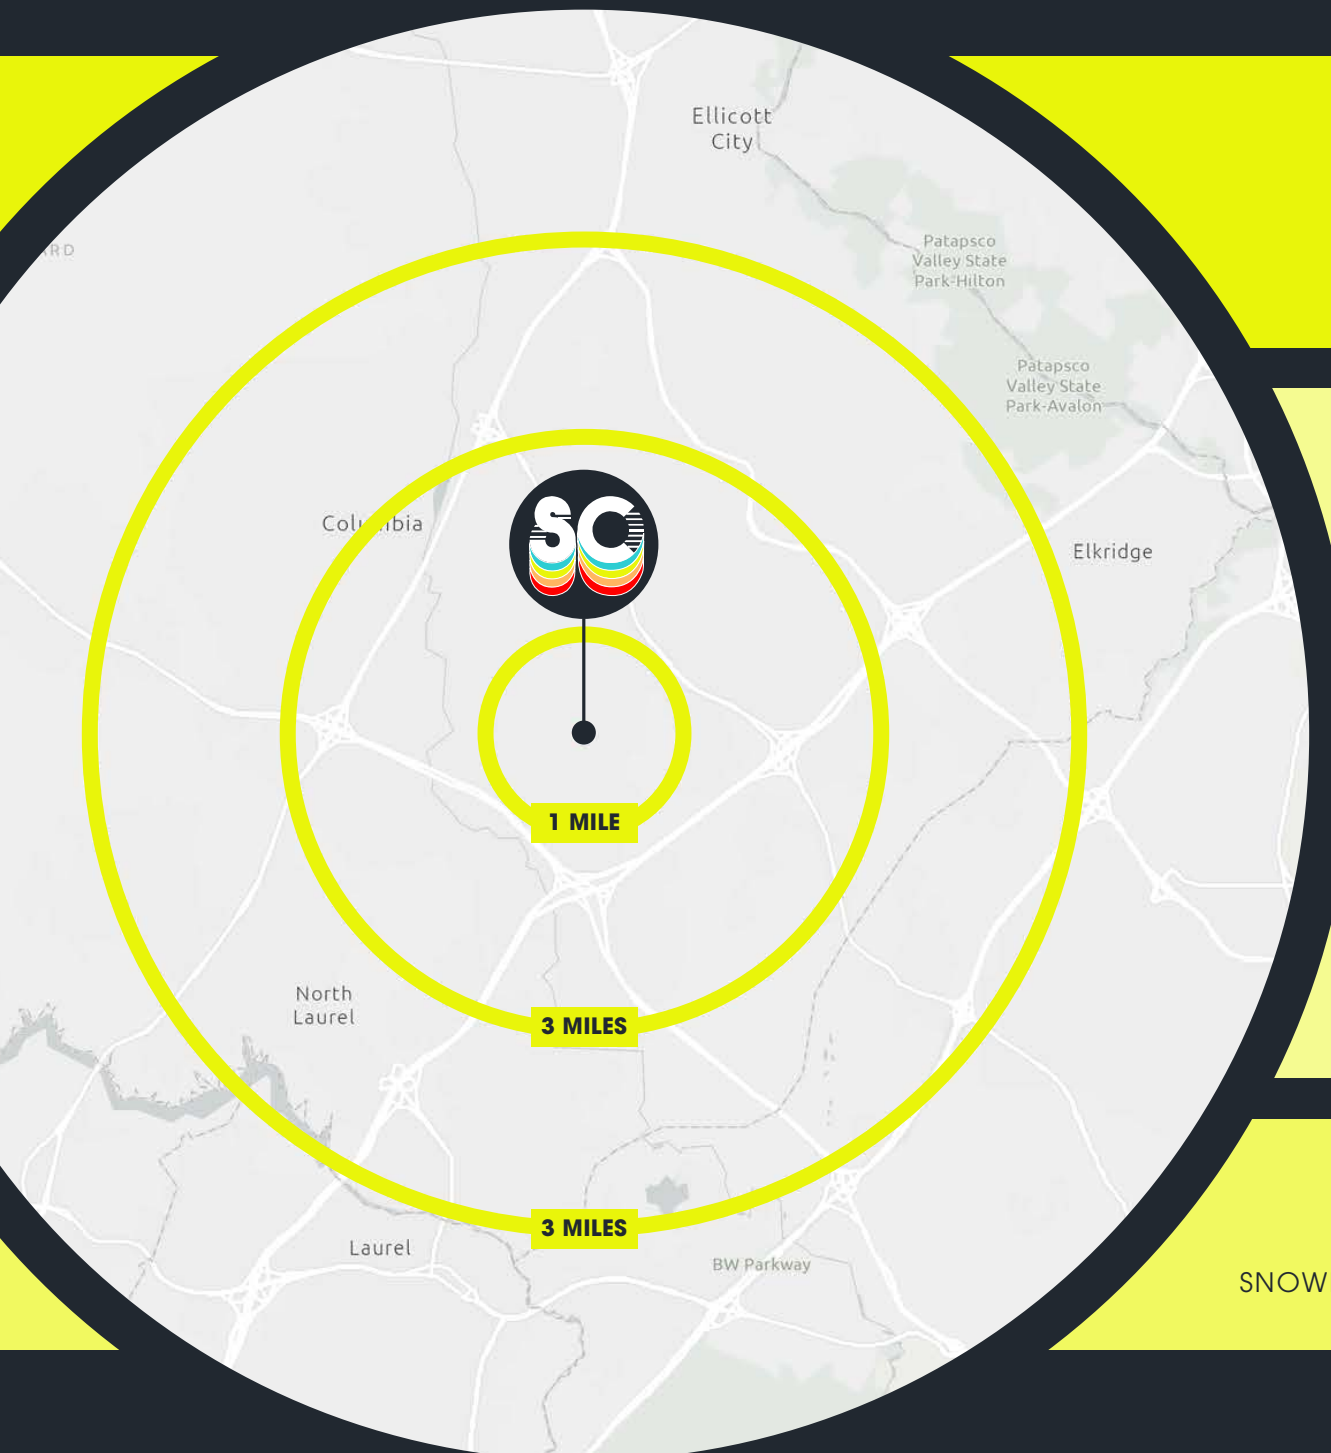 Ellicott
City
Patapsco
Valley State
Park-Hilton
Patapsco
Valley State
Park-Avalon
SC
Elkridge
1 MILE
North
Laurel
3 MILES
3 MILES
Laurel
BW Parkway
SNOW